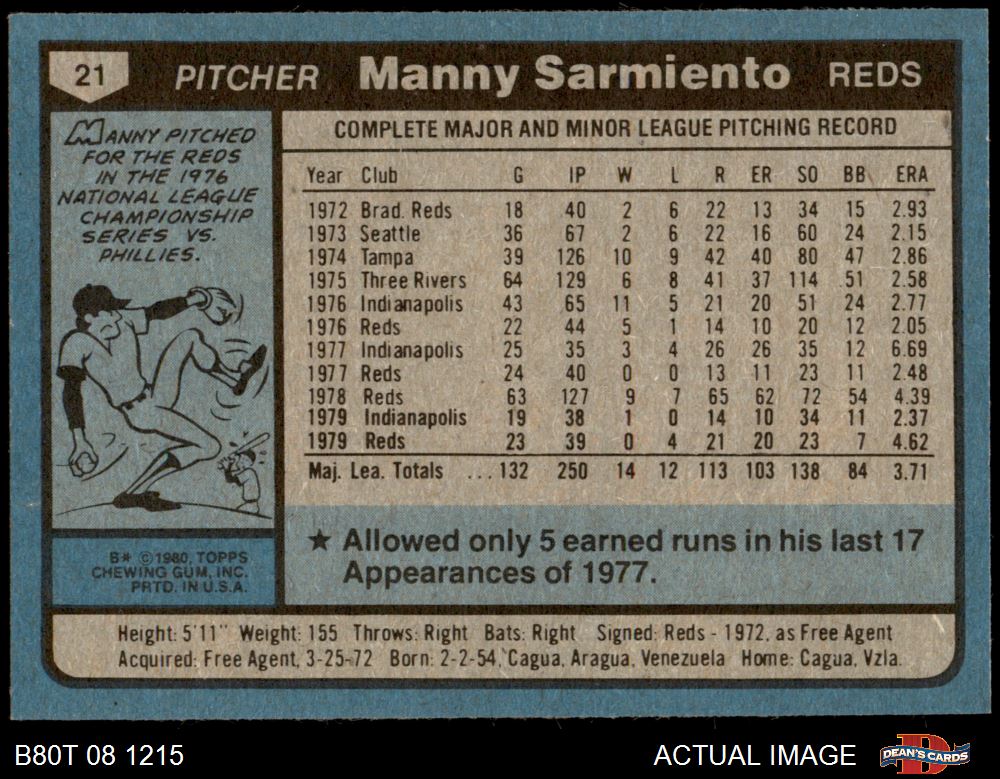 21 PITCHER Manny Sarmiento REDS
MANNY PITCHED
FOR THE REDS
IN THE 1976
NATIONAL LEAGUE
CHAMPIONSHIP
SERIES VS.
PHILLIES.
COMPLETE MAJOR AND MINOR LEAGUE PITCHING RECORD
Year Club G IP W L R ER SO BB ERA
1972 Brad. Reds 18 40 2 6 22 13 34 15 2.93
1973 Seattle 36 67 2 6 22 16 60 24 2.15
1974 Tampa 39 126 10 9 42 40 80 47 2.86
1975 Three Rivers 64 129 6 8 41 37 114 51 2.58
1976 Indianapolis 43 65 11 5 21 20 51 24 2.77
1976 Reds 22 44 5 1 14 10 20 12 2.05
1977 Indianapolis 25 35 3 4 26 26 35 12 6.69
1977 Reds 24 40 0 0 13 11 23 11 2.48
1978 Reds 63 127 9 7 65 62 72 54 4.39
1979 Indianapolis 19 38 1 0 14 10 34 11 2.37
1979 Reds 23 39 0 4 21 20 23 7 4.62
Maj. Lea. Totals ... 132 250 14 12 113 103 138 84 3.71
★ Allowed only 5 earned runs in his last 17
Appearances of 1977.
B* © 1980, TOPPS
CHEWING GUM, INC.
PRTD. IN U.S.A.
Height: 5'11" Weight: 155 Throws: Right Bats: Right Signed: Reds - 1972, as Free Agent
Acquired: Free Agent, 3-25-72 Born: 2-2-54, Cagua, Aragua, Venezuela Home: Cagua, Vzla.
B80T 08 1215 ACTUAL IMAGE DEAN'S CARDS